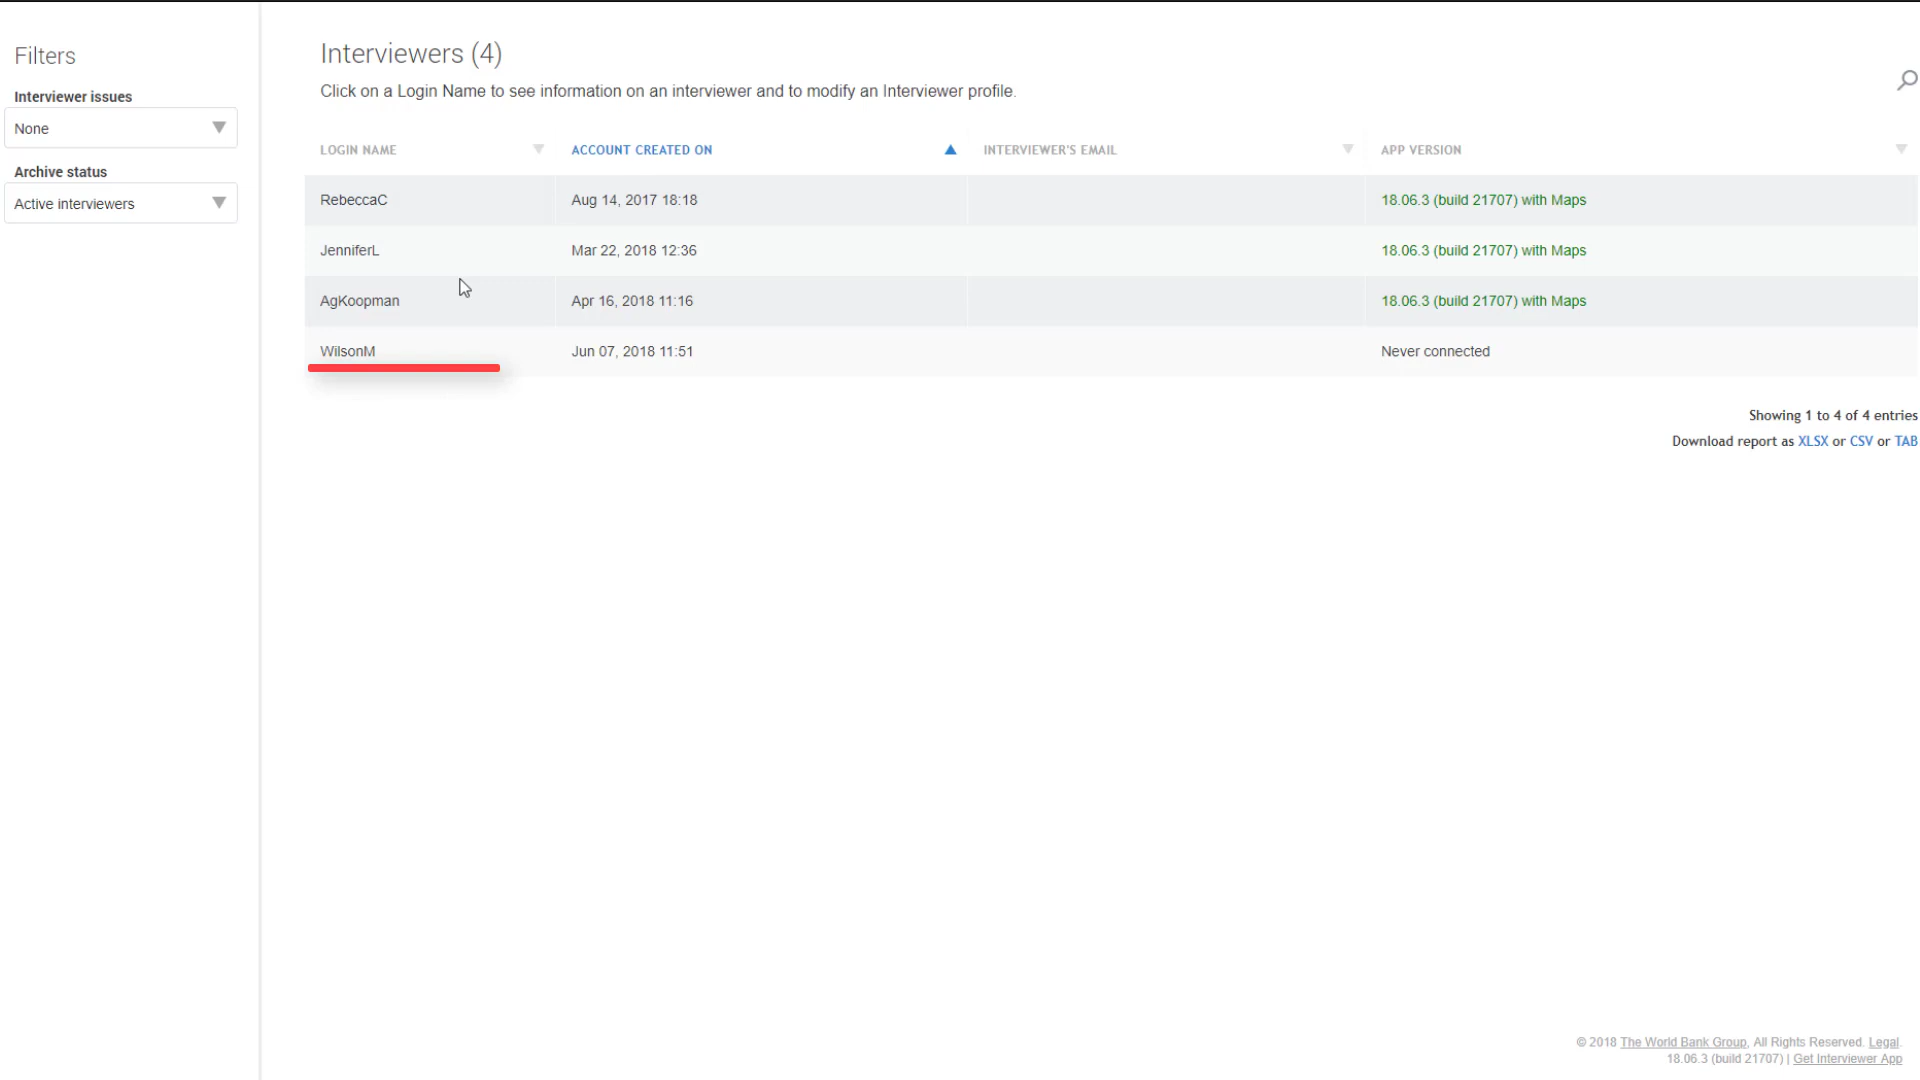 Filters
Interviewer issues
None
Archive status
Active interviewers
Interviewers (4)
Click on a Login Name to see information on an interviewer and to modify an Interviewer profile.
LOGIN NAME ACCOUNT CREATED ON INTERVIEWER'S EMAIL APP VERSION
RebeccaC Aug 14, 2017 18:18 18.06.3 (build 21707) with Maps
JenniferL Mar 22, 2018 12:36 18.06.3 (build 21707) with Maps
AgKoopman Apr 16, 2018 11:16 18.06.3 (build 21707) with Maps
WilsonM Jun 07, 2018 11:51 Never connected
Showing 1 to 4 of 4 entries
Download report as XLSX or CSV or TAB
© 2018 The World Bank Group, All Rights Reserved. Legal.
18.06.3 (build 21707) | Get Interviewer App